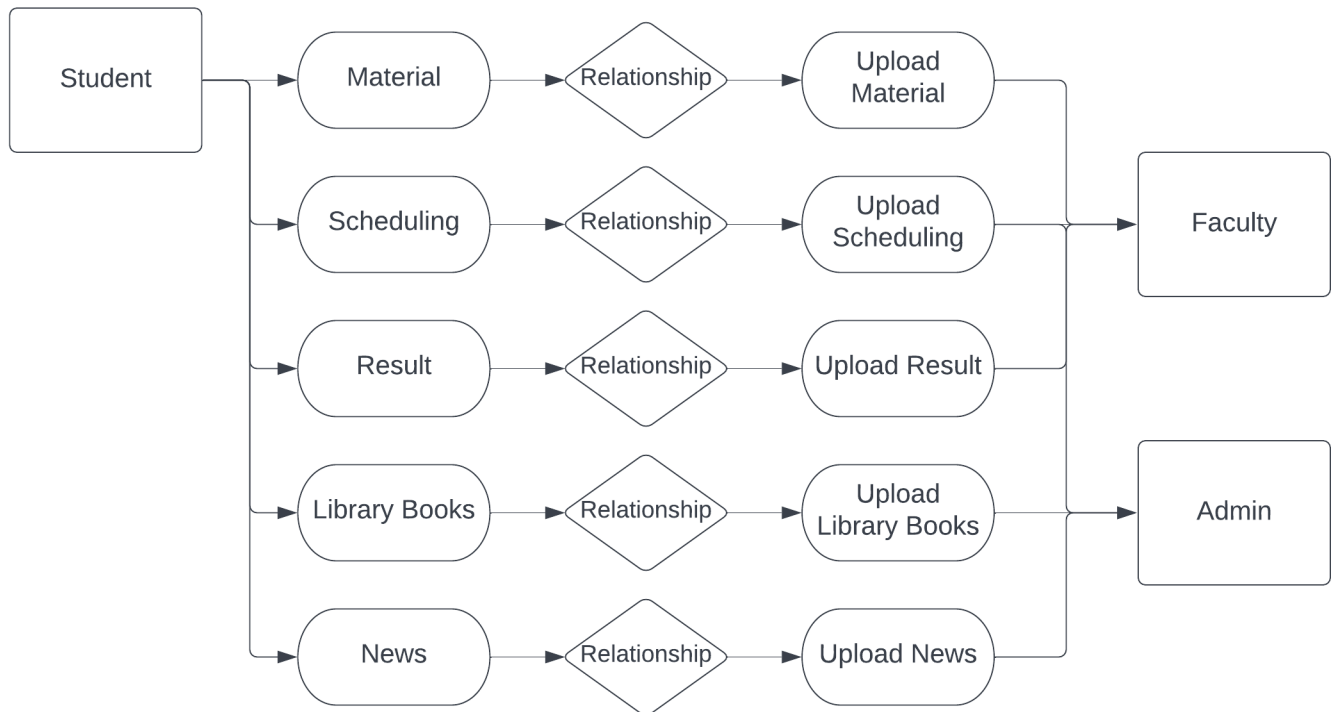 Student
Material
Relationship
Upload
Material
Scheduling
Relationship
Upload
Scheduling
Faculty
Result
Relationship
Upload Result
Library Books
Relationship
Upload
Library Books
Admin
News
Relationship
Upload News